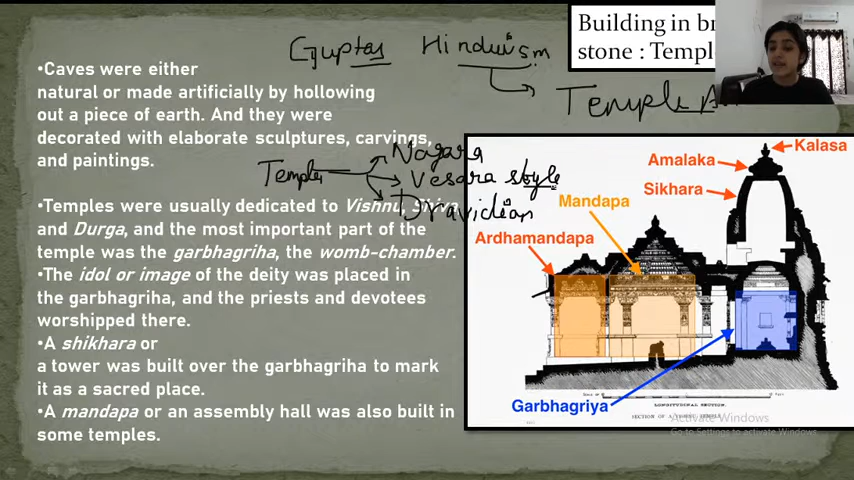 Guptas Hinduism
Building in br
stone : Templ
Temple A
•Caves were either
natural or made artificially by hollowing
out a piece of earth. And they were
decorated with elaborate sculptures, carvings,
and paintings.
Temple
Nagara
Vesara style
Dravidian
•Temples were usually dedicated to Vishnu, Shiva
and Durga, and the most important part of the
temple was the garbhagriha, the womb-chamber.
•The idol or image of the deity was placed in
the garbhagriha, and the priests and devotees
worshipped there.
•A shikhara or
a tower was built over the garbhagriha to mark
it as a sacred place.
•A mandapa or an assembly hall was also built in
some temples.
Kalasa
Amalaka
Sikhara
Mandapa
Ardhamandapa
Garbhagriya
LONGITUDINAL SECTION
SECTION OF A VISHNU TEMPLE
Activate Windows
Go to Settings to activate Windows.